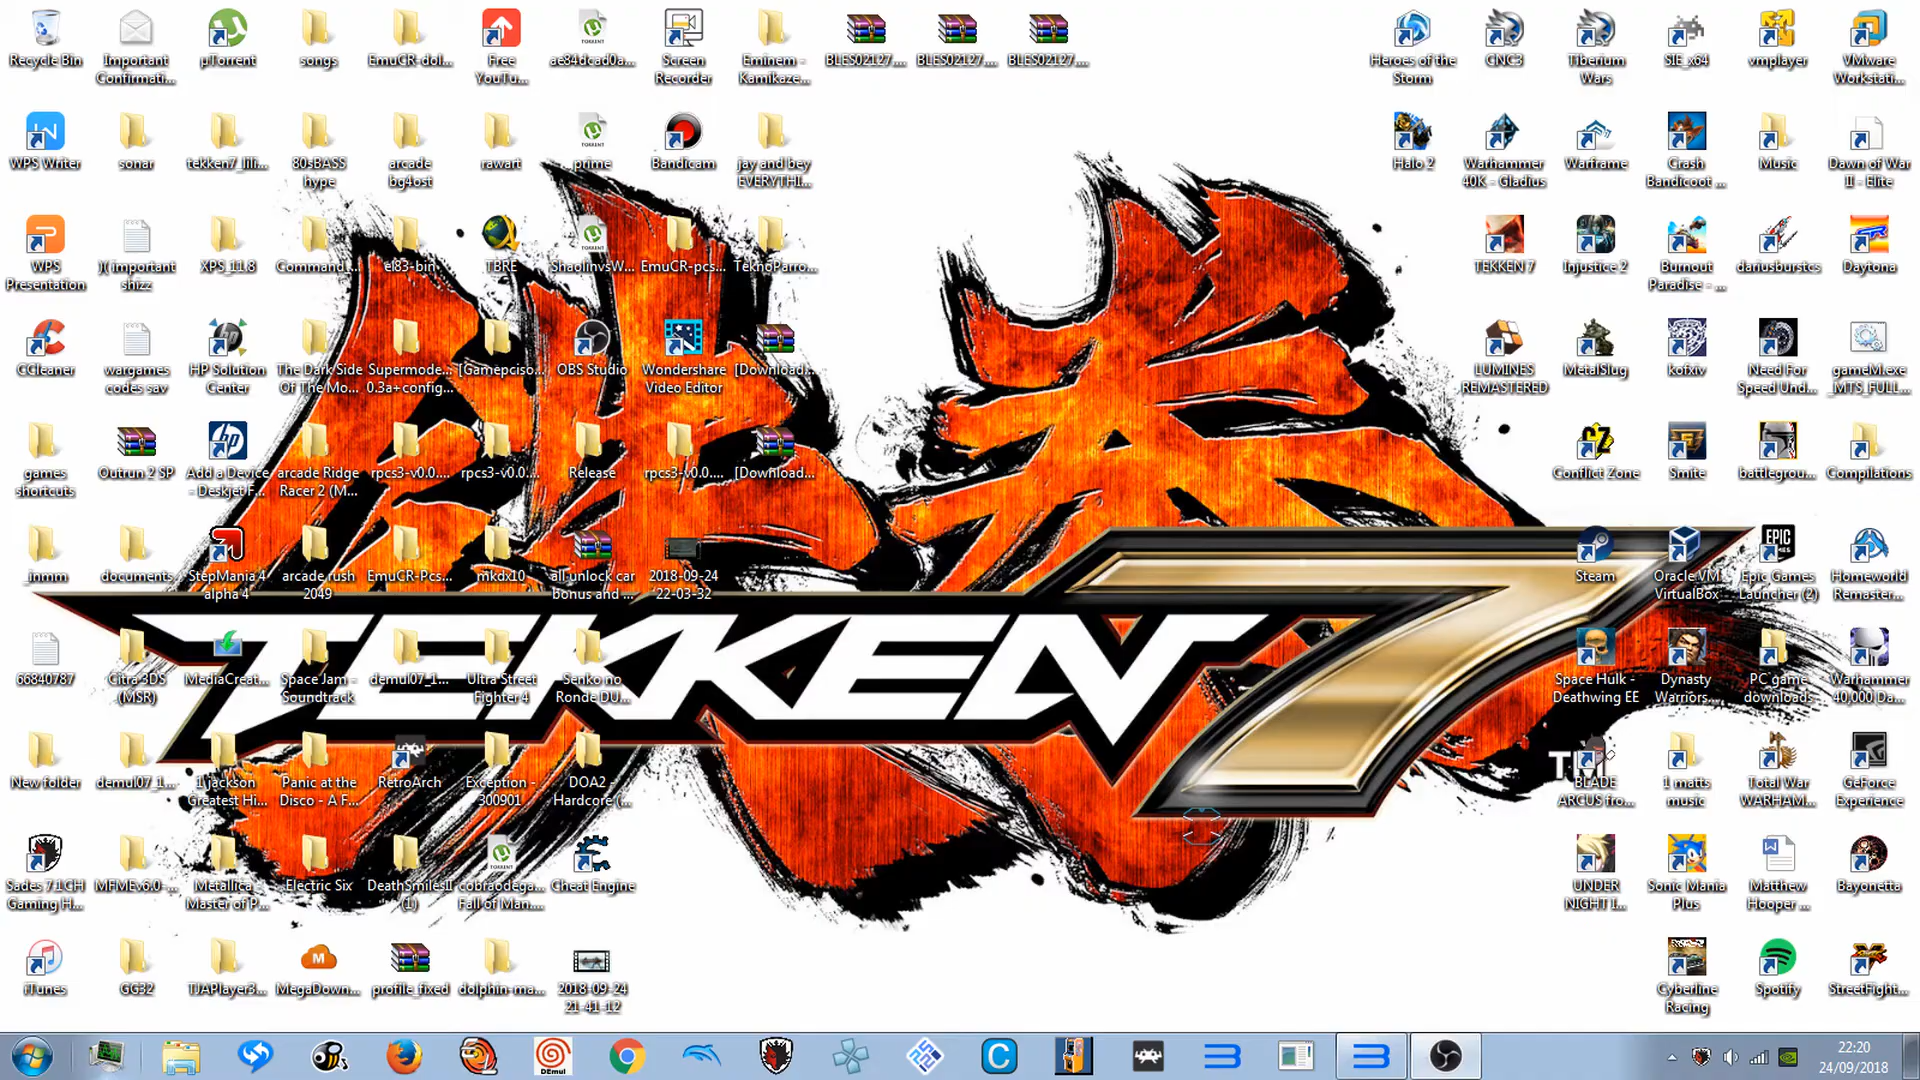 Recycle Bin
Important
Confirmati...
µTorrent
songs
EmuCR-dol...
Free
YouTu...
ae84dcad0a...
Screen
Recorder
Eminem -
Kamikaze...
BLES02127....
BLES02127....
BLES02127....
Heroes of the
Storm
CNC3
Tiberium
Wars
SIE_x64
vmplayer
VMware
Workstati...
WPS Writer
sonar
tekken7_lili...
80sBASS
hype
arcade
bg4ost
rawart
prime
Bandicam
jay and bey
EVERYTHI...
Halo 2
Warhammer
40K - Gladius
Warframe
Crash
Bandicoot ...
Music
Dawn of War
II - Elite
WPS
Presentation
)( important
shizz
XPS_11.8
Command...
el83-bin
TBRE
ShaolinvsW...
EmuCR-pcs...
TeknoParro...
TEKKEN 7
Injustice 2
Burnout
Paradise - ...
dariusburstcs
Daytona
CCleaner
wargames
codes sav
HP Solution
Center
The Dark Side
Of The Mo...
Supermode...
0.3a+config...
[Gamepciso...
OBS Studio
Wondershare
Video Editor
[Download...
LUMINES
REMASTERED
MetalSlug
kofxiv
Need For
Speed Und...
gameMI.exe
_MTS_FULL...
games
shortcuts
Outrun 2 SP
Add a Device
- Deskjet F...
arcade Ridge
Racer 2 (M...
rpcs3-v0.0....
rpcs3-v0.0....
Release
rpcs3-v0.0....
[Download...
Conflict Zone
Smite
battlegrou...
Compilations
_inmm
documents
StepMania 4
alpha 4
arcade rush
2049
EmuCR-Pcs...
mkdx10
all unlock car
bonus and ...
2018-09-24
22-03-32
Steam
Oracle VM
VirtualBox
EPIC
GAMES
Epic Games
Launcher (2)
Homeworld
Remaster...
TEKKEN 7
66840787
Citra 3DS
(MSR)
MediaCreat...
Space Jam -
Soundtrack
demul07_1...
Ultra Street
Fighter 4
Senko no
Ronde DU...
Space Hulk -
Deathwing EE
Dynasty
Warriors...
PC game
downloads
Warhammer
40,000 Da...
New folder
demul07_1...
1 jackson
Greatest Hi...
Panic at the
Disco - A F...
RetroArch
Exception -
300901
DOA2 -
Hardcore (...
TM
BLADE
ARCUS fro...
1 matts
music
Total War
WARHAM...
GeForce
Experience
Sades 7.1CH
Gaming H...
MFMEv6.0-...
Metallica -
Master of P...
Electric Six
DeathSmilesII
(1)
cobraodega...
Fall of Man....
Cheat Engine
UNDER
NIGHT I...
Sonic Mania
Plus
Matthew
Hooper ...
Bayonetta
iTunes
GG32
TJAPlayer3...
MegaDown...
profile_fixed
dolphin-ma...
2018-09-24
21-41-12
Cyberline
Racing
Spotify
StreetFight...
DEmul
22:20
24/09/2018